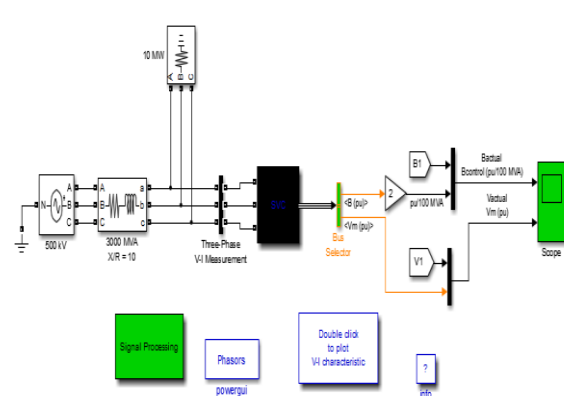 10 MW
A B C
N
A
B
C
500 kV
A
B
C
a
b
c
3000 MVA
X/R = 10
Three-Phase
V-I Measurement
SVC
<B (pu)>
<Vm (pu)>
Bus
Selector
2
pu/100 MVA
B1
Bactual
Bcontrol (pu/100 MVA)
Vactual
Vm (pu)
V1
Scope
Signal Processing
Phasors
powergui
Double click
to plot
V-I characteristic
?
info